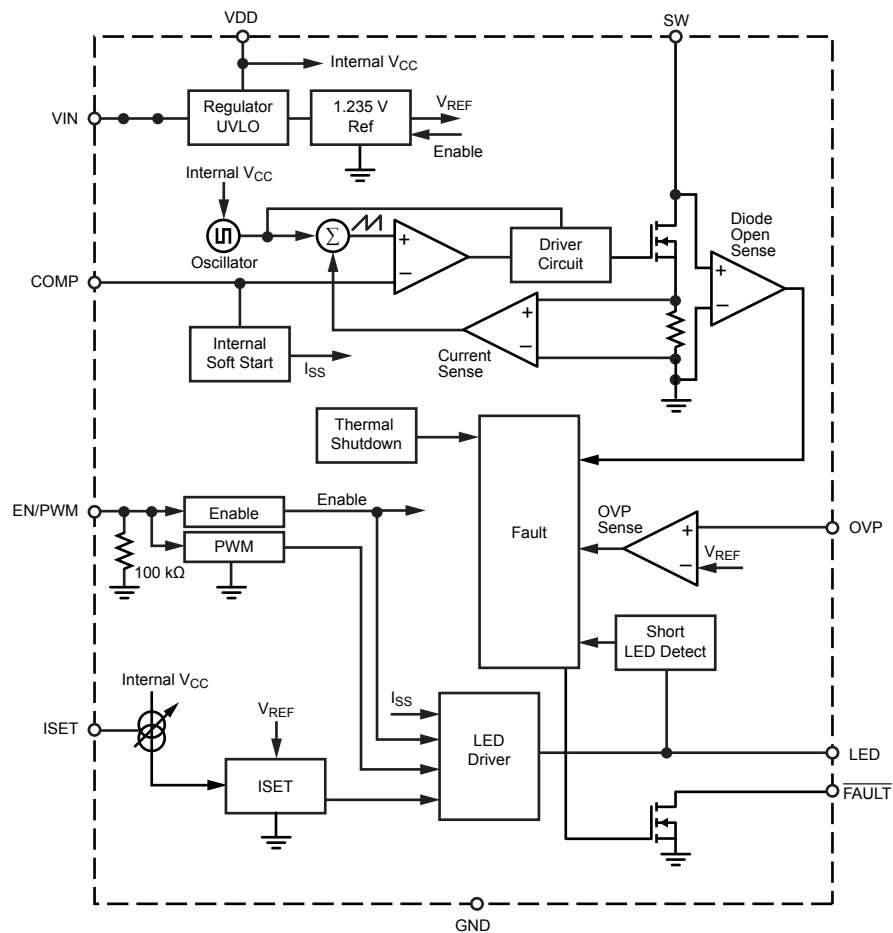 VDD
SW
Internal VCC
VIN
Regulator
UVLO
1.235 V
Ref
VREF
Enable
Internal VCC
Oscillator
Σ
+
−
Driver
Circuit
Diode
Open
Sense
+
−
COMP
Internal
Soft Start
ISS
Current
Sense
+
−
Thermal
Shutdown
Fault
EN/PWM
Enable
Enable
PWM
100 kΩ
OVP
Sense
+
−
VREF
OVP
Short
LED Detect
Internal VCC
ISET
VREF
ISET
ISS
LED
Driver
LED
FAULT
GND